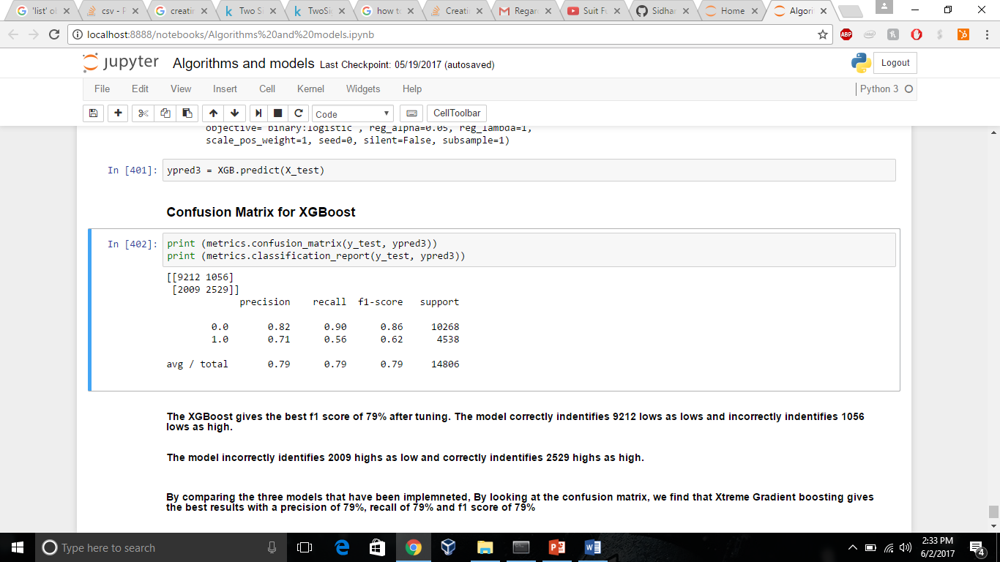 'list' ol
csv - P
creatin
Two Si
TwoSig
how to
Creatin
Regar
Suit Fu
Sidhar
Home
Algori
localhost:8888/notebooks/Algorithms%20and%20models.ipynb
ABP
jupyter Algorithms and models Last Checkpoint: 05/19/2017 (autosaved)
Logout
File Edit View Insert Cell Kernel Widgets Help
Python 3
Code
CellToolbar
objective='binary:logistic', reg_alpha=0.05, reg_lambda=1,
scale_pos_weight=1, seed=0, silent=False, subsample=1)
In [401]: ypred3 = XGB.predict(X_test)
Confusion Matrix for XGBoost
In [402]: print (metrics.confusion_matrix(y_test, ypred3))
print (metrics.classification_report(y_test, ypred3))
[[9212 1056]
[2009 2529]]
precision recall f1-score support
0.0 0.82 0.90 0.86 10268
1.0 0.71 0.56 0.62 4538
avg / total 0.79 0.79 0.79 14806
The XGBoost gives the best f1 score of 79% after tuning. The model correctly indentifies 9212 lows as lows and incorrectly indentifies 1056
lows as high.
The model incorrectly identifies 2009 highs as low and correctly indentifies 2529 highs as high.
By comparing the three models that have been implemneted, By looking at the confusion matrix, we find that Xtreme Gradient boosting gives
the best results with a precision of 79%, recall of 79% and f1 score of 79%
Type here to search
2:33 PM
6/2/2017
4